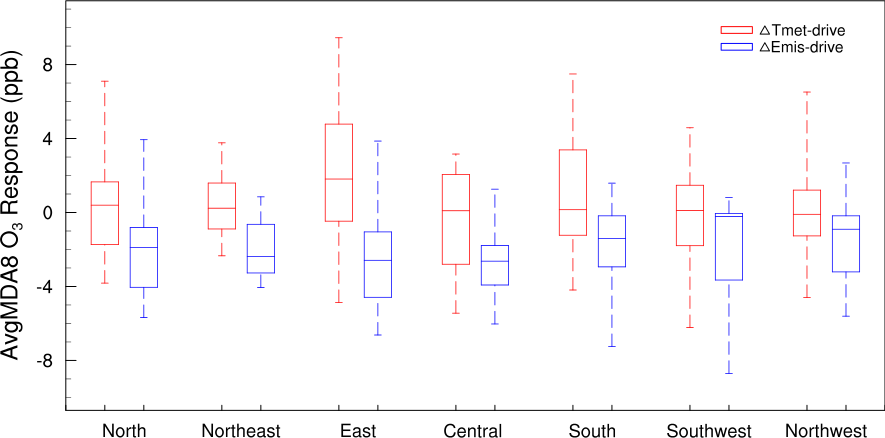 AvgMDA8 O₃ Response (ppb)
8
4
0
-4
-8
△Tmet-drive
△Emis-drive
North Northeast East Central South Southwest Northwest